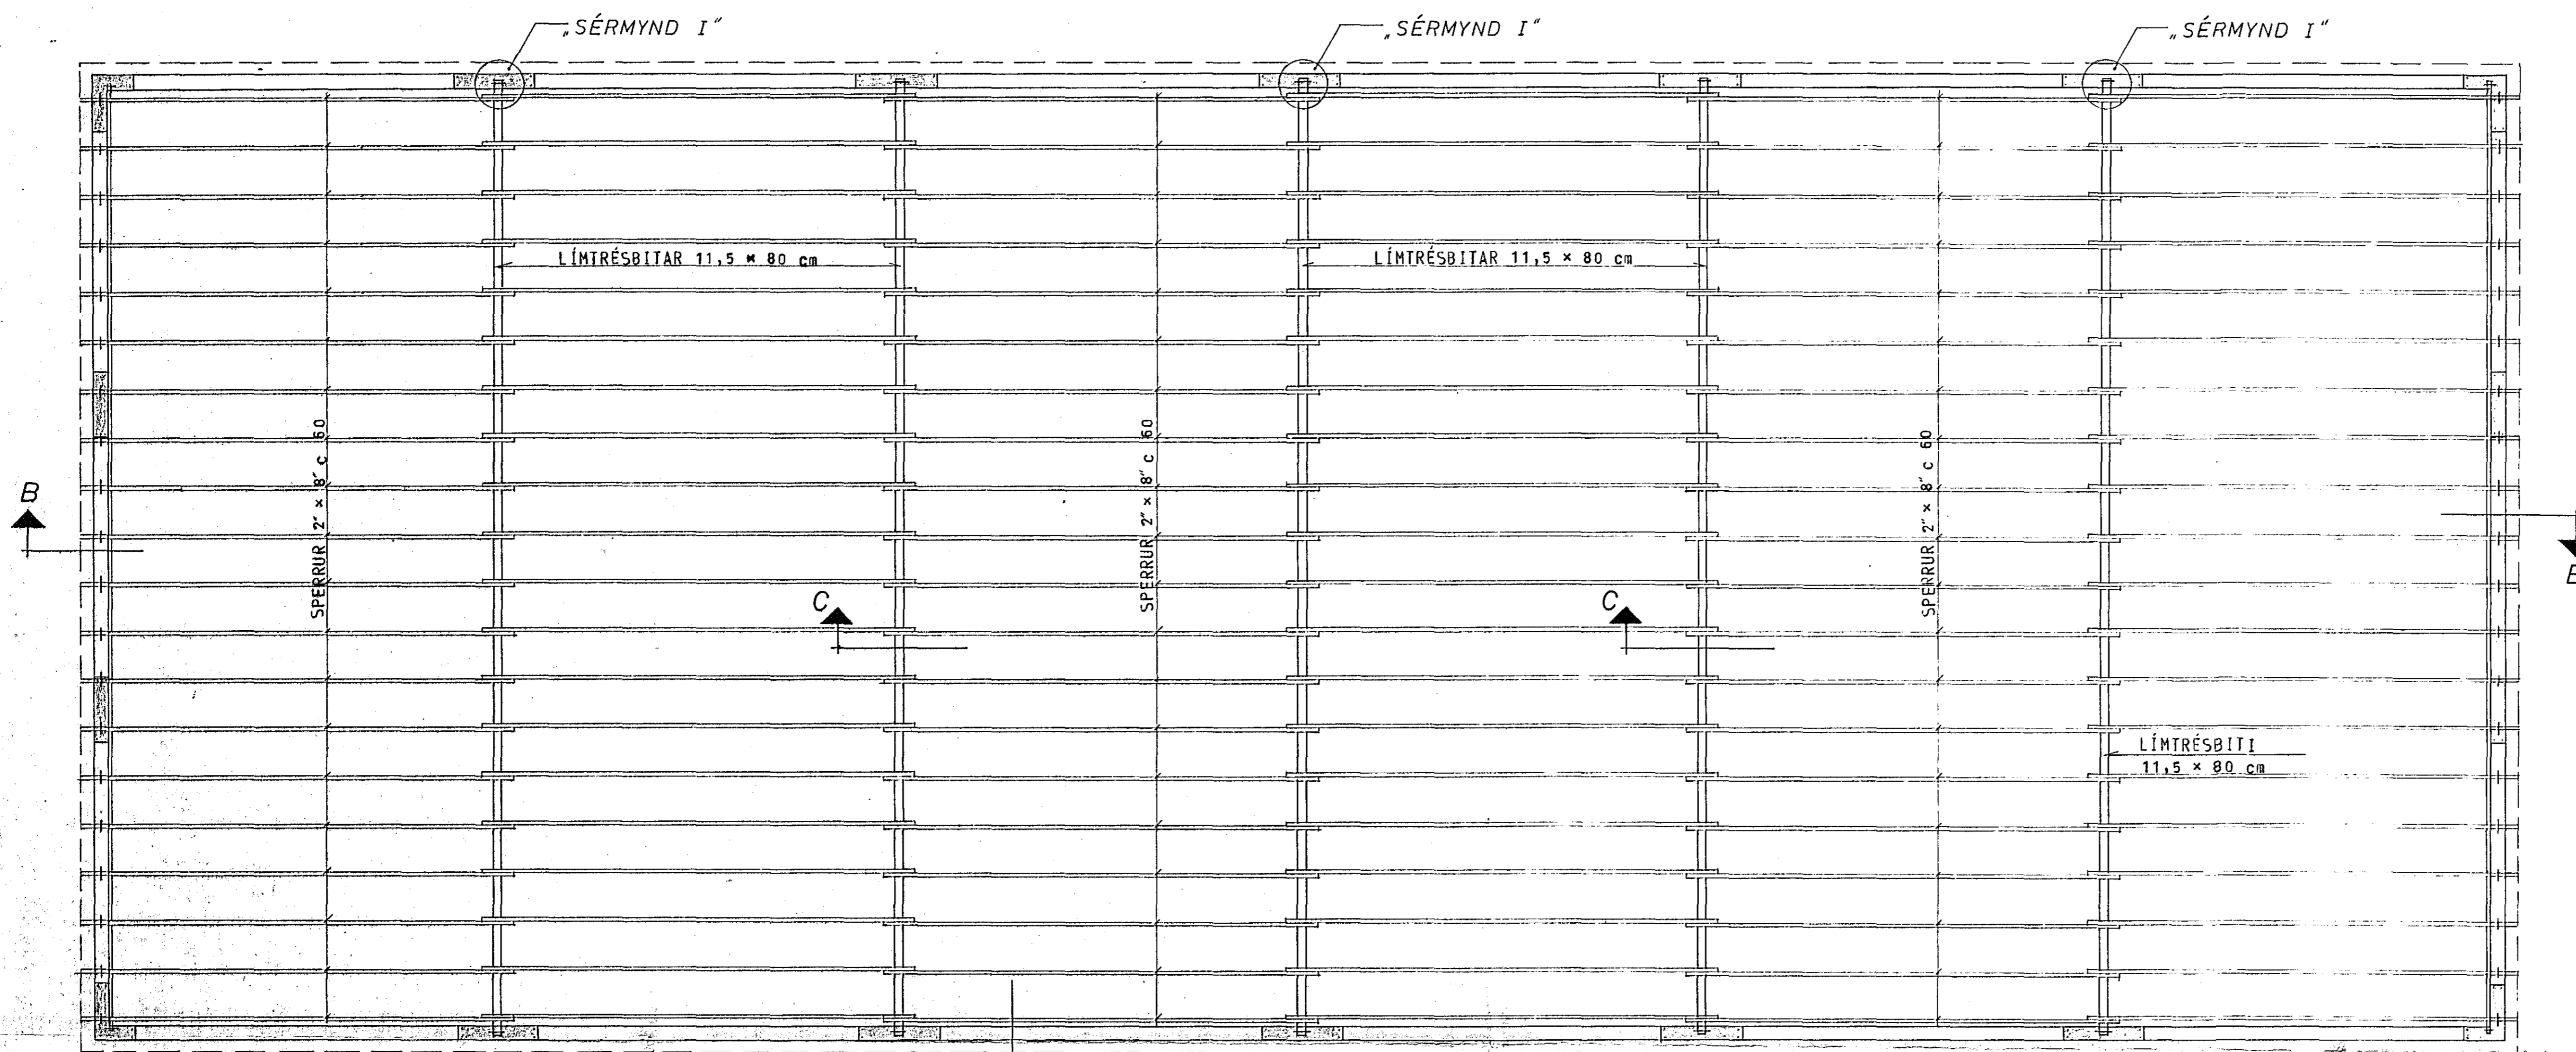 „SÉRMYND I"
„SÉRMYND I"
„SÉRMYND I"
LÍMTRÉSBITAR 11,5 × 80 cm
LÍMTRÉSBITAR 11,5 × 80 cm
SPERRUR 2" × 8" c 60
SPERRUR 2" × 8" c 60
SPERRUR 2" × 8" c 60
B
B
C
C
LÍMTRÉSBITI
11,5 × 80 cm